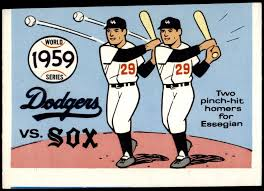 WORLD
1959
SERIES
Dodgers
VS. SOX
29
29
Two
pinch-hit
homers for
Essegian